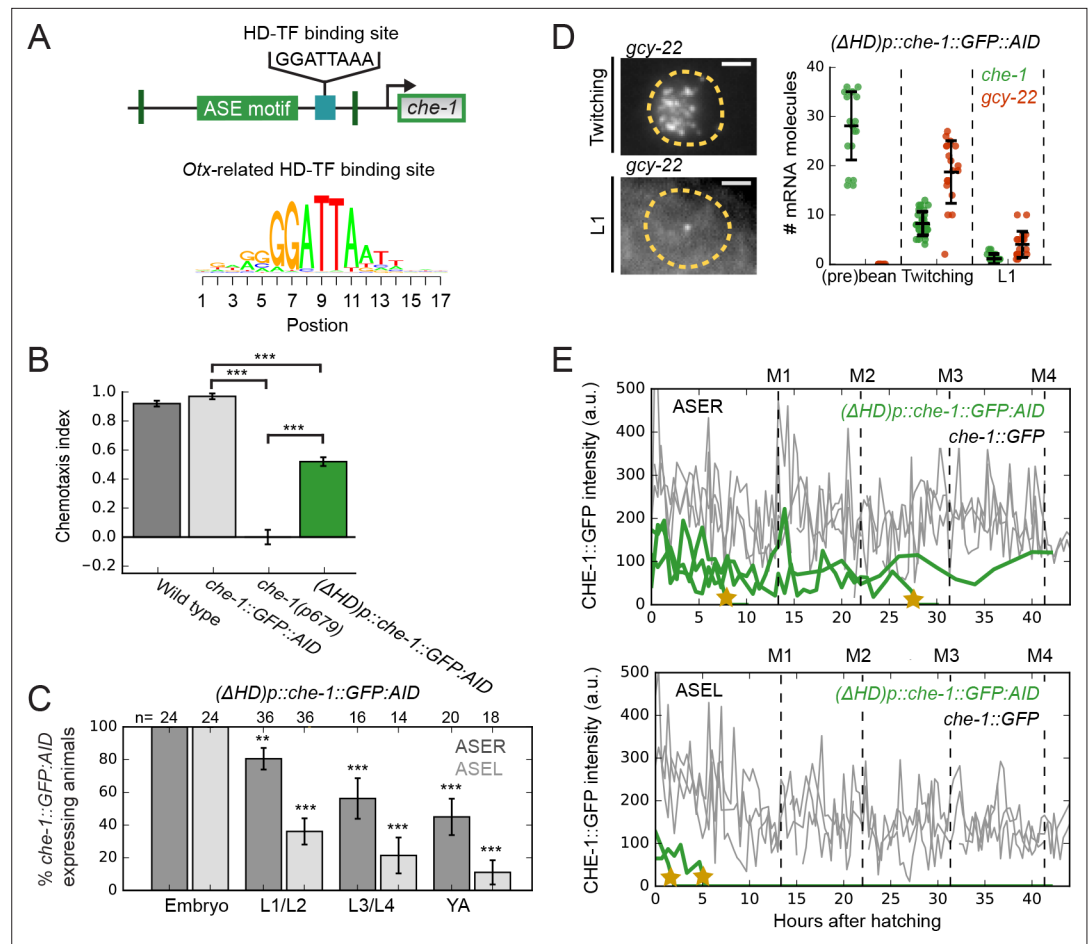 A
HD-TF binding site
GGATTAAA
ASE motif
che-1
Otx-related HD-TF binding site
GGGGATTAATT
1 3 5 7 9 11 13 15 17
Postion
B
***
***
***
Chemotaxis index
1.0
0.8
0.6
0.4
0.2
0.0
−0.2
Wild type
che-1::GFP::AID
che-1(p679)
(ΔHD)p::che-1::GFP:AID
C
(ΔHD)p::che-1::GFP:AID
n= 24 24 36 36 16 14 20 18
% che-1::GFP:AID
expressing animals
100
80
60
40
20
0
ASER
ASEL
** *** *** *** *** ***
Embryo L1/L2 L3/L4 YA
D
gcy-22
Twitching
gcy-22
L1
(ΔHD)p::che-1::GFP::AID
che-1
gcy-22
# mRNA molecules
40
30
20
10
0
(pre)bean Twitching L1
E
M1 M2 M3 M4
ASER
(ΔHD)p::che-1::GFP:AID
che-1::GFP
CHE-1::GFP intensity (a.u.)
500
400
300
200
100
0
0 5 10 15 20 25 30 35 40
M1 M2 M3 M4
ASEL
(ΔHD)p::che-1::GFP:AID
che-1::GFP
CHE-1::GFP intensity (a.u.)
500
400
300
200
100
0
0 5 10 15 20 25 30 35 40
Hours after hatching